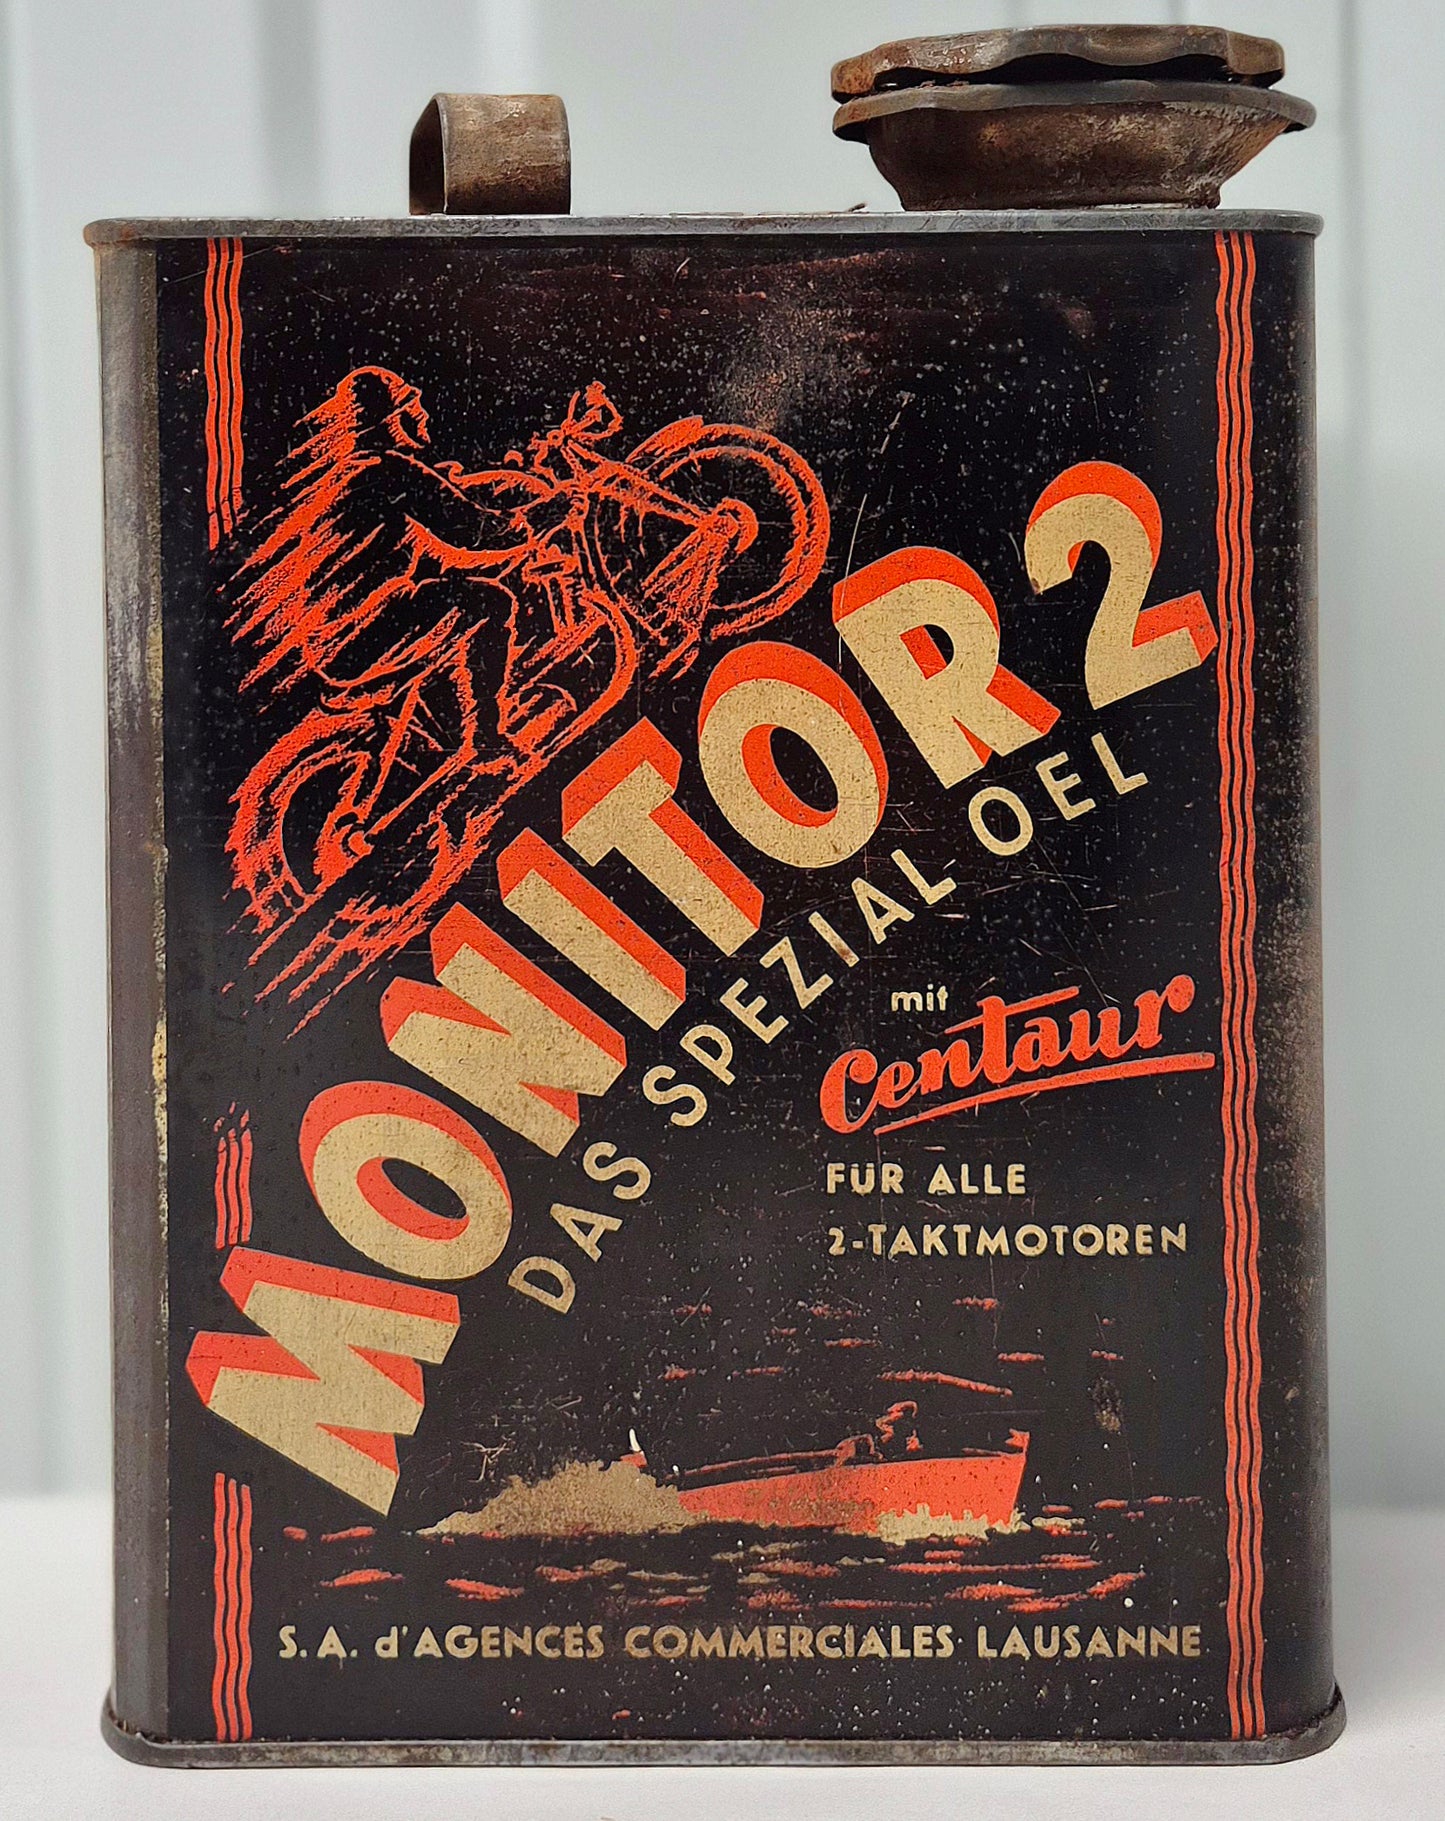 MONITOR 2
DAS SPEZIAL OEL
mit
Centaur
FÜR ALLE
2-TAKTMOTOREN
S. A. d'AGENCES COMMERCIALES LAUSANNE